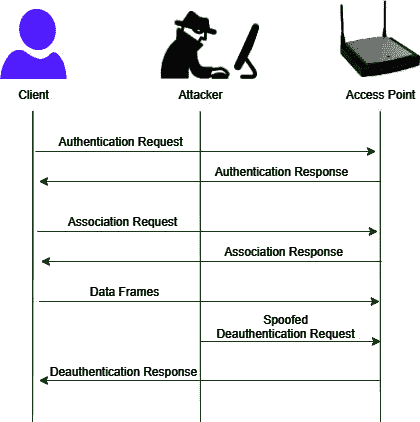 Client
Attacker
Access Point
Authentication Request
Authentication Response
Association Request
Association Response
Data Frames
Spoofed
Deauthentication Request
Deauthentication Response